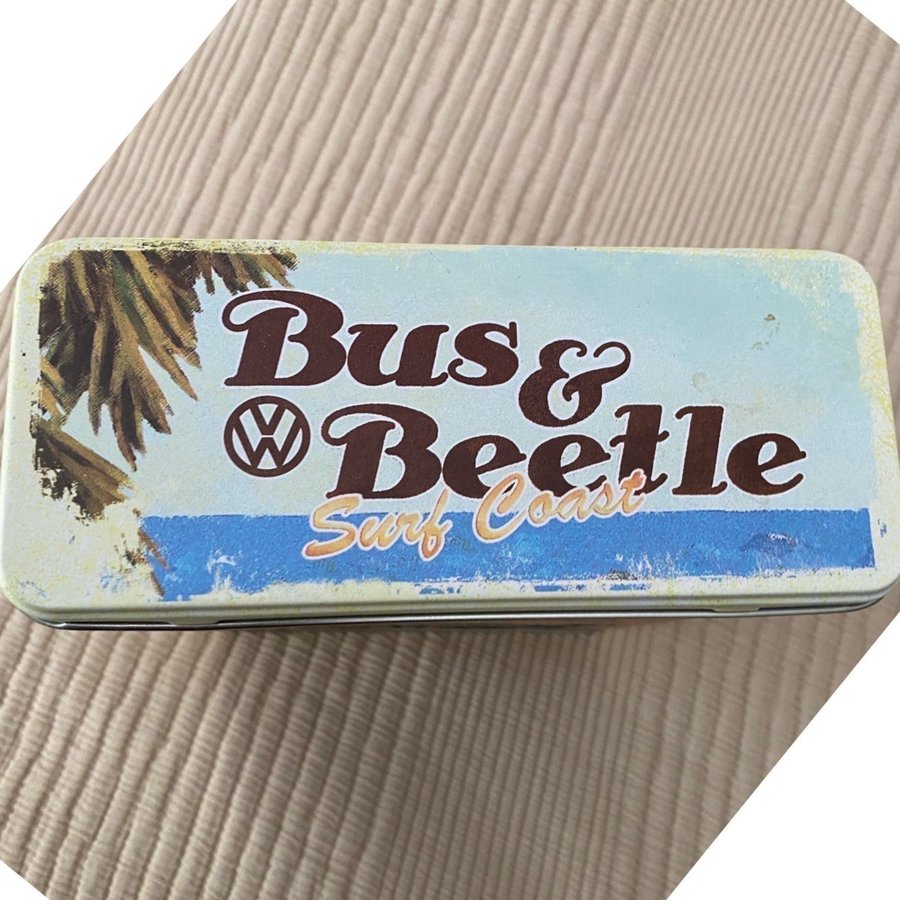 Bus &
VW Beetle
Surf Coast